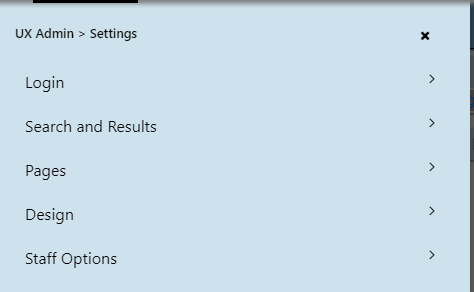 UX Admin > Settings
Login
Search and Results
Pages
Design
Staff Options